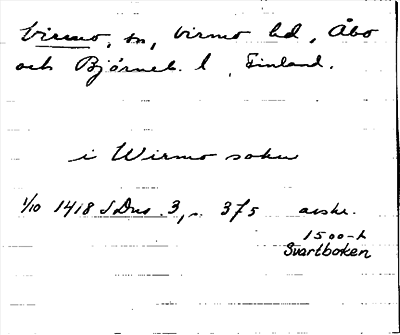 Virmo, sn, Virmo hd, Åbo
och Björneb. l, Finland.
i Wirmo sokn
1/10 1418 SDns. 3, s. 375 avskr.
1500-t
Svartboken